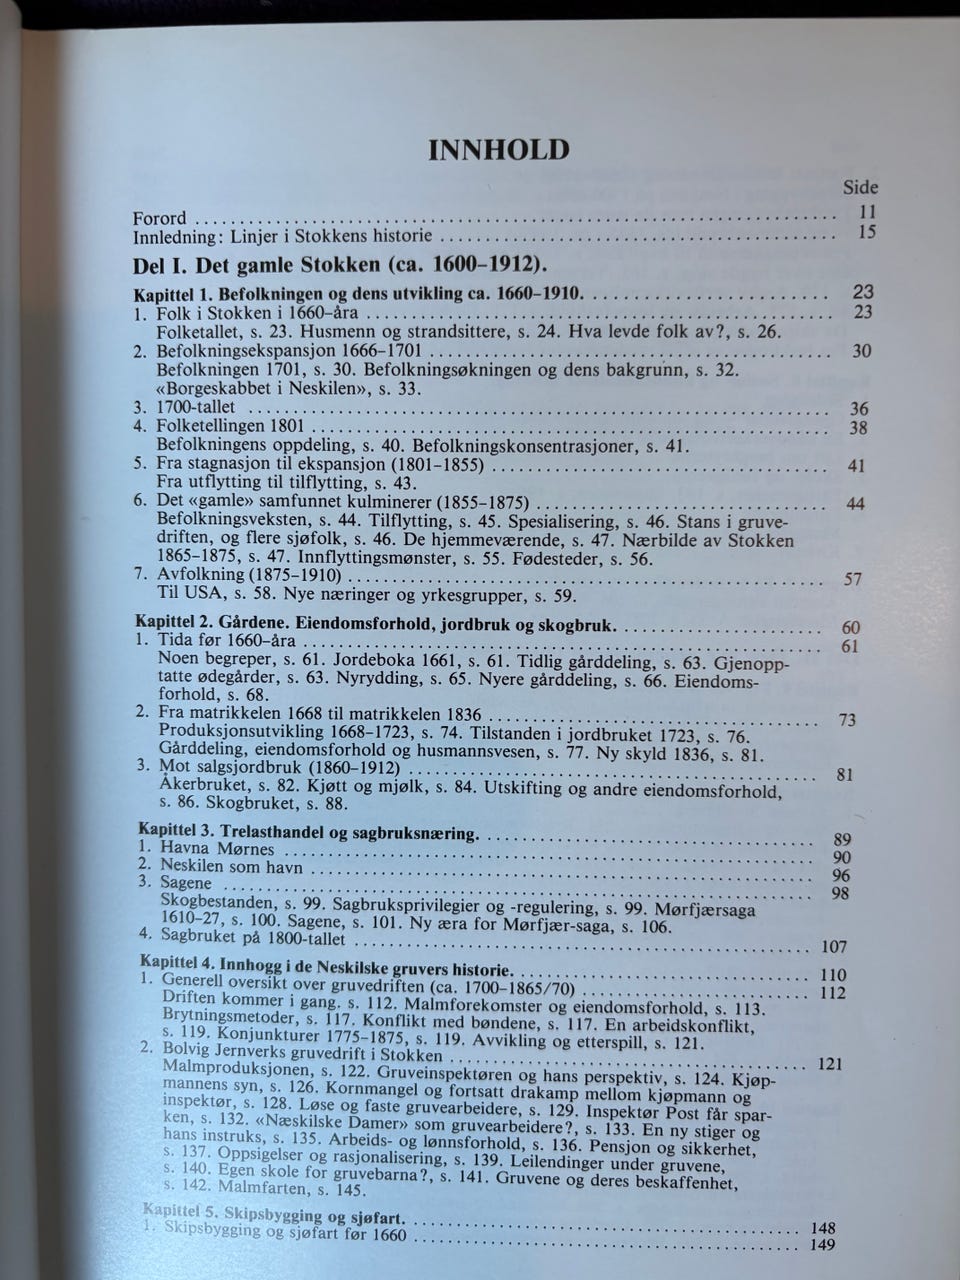 INNHOLD
Side
Forord ........ 11
Innledning: Linjer i Stokkens historie ........ 15
Del I. Det gamle Stokken (ca. 1600–1912).
Kapittel 1. Befolkningen og dens utvikling ca. 1660–1910. ........ 23
1. Folk i Stokken i 1660-åra ........ 23
Folketallet, s. 23. Husmenn og strandsittere, s. 24. Hva levde folk av?, s. 26.
2. Befolkningsekspansjon 1666–1701 ........ 30
Befolkningen 1701, s. 30. Befolkningsøkningen og dens bakgrunn, s. 32.
«Borgeskabbet i Neskilen», s. 33.
3. 1700-tallet ........ 36
4. Folketellingen 1801 ........ 38
Befolkningens oppdeling, s. 40. Befolkningskonsentrasjoner, s. 41.
5. Fra stagnasjon til ekspansjon (1801–1855) ........ 41
Fra utflytting til tilflytting, s. 43.
6. Det «gamle» samfunnet kulminerer (1855–1875) ........ 44
Befolkningsveksten, s. 44. Tilflytting, s. 45. Spesialisering, s. 46. Stans i gruve-
driften, og flere sjøfolk, s. 46. De hjemmeværende, s. 47. Nærbilde av Stokken
1865–1875, s. 47. Innflyttingsmønster, s. 55. Fødesteder, s. 56.
7. Avfolkning (1875–1910) ........ 57
Til USA, s. 58. Nye næringer og yrkesgrupper, s. 59.
Kapittel 2. Gårdene. Eiendomsforhold, jordbruk og skogbruk. ........ 60
1. Tida før 1660-åra ........ 61
Noen begreper, s. 61. Jordeboka 1661, s. 61. Tidlig gårddeling, s. 63. Gjenopp-
tatte ødegårder, s. 63. Nyrydding, s. 65. Nyere gårddeling, s. 66. Eiendoms-
forhold, s. 68.
2. Fra matrikkelen 1668 til matrikkelen 1836 ........ 73
Produksjonsutvikling 1668–1723, s. 74. Tilstanden i jordbruket 1723, s. 76.
Gårddeling, eiendomsforhold og husmannsvesen, s. 77. Ny skyld 1836, s. 81.
3. Mot salgsjordbruk (1860–1912) ........ 81
Åkerbruket, s. 82. Kjøtt og mjølk, s. 84. Utskifting og andre eiendomsforhold,
s. 86. Skogbruket, s. 88.
Kapittel 3. Trelasthandel og sagbruksnæring. ........ 89
1. Havna Mørnes ........ 90
2. Neskilen som havn ........ 96
3. Sagene ........ 98
Skogbestanden, s. 99. Sagbruksprivilegier og -regulering, s. 99. Mørfjærsaga
1610–27, s. 100. Sagene, s. 101. Ny æra for Mørfjær-saga, s. 106.
4. Sagbruket på 1800-tallet ........ 107
Kapittel 4. Innhogg i de Neskilske gruvers historie. ........ 110
1. Generell oversikt over gruvedriften (ca. 1700–1865/70) ........ 112
Driften kommer i gang. s. 112. Malmforekomster og eiendomsforhold, s. 113.
Brytningsmetoder, s. 117. Konflikt med bøndene, s. 117. En arbeidskonflikt,
s. 119. Konjunkturer 1775–1875, s. 119. Avvikling og etterspill, s. 121.
2. Bolvig Jernverks gruvedrift i Stokken ........ 121
Malmproduksjonen, s. 122. Gruveinspektøren og hans perspektiv, s. 124. Kjøp-
mannens syn, s. 126. Kornmangel og fortsatt drakamp mellom kjøpmann og
inspektør, s. 128. Løse og faste gruvearbeidere, s. 129. Inspektør Post får spar-
ken, s. 132. «Næskilske Damer» som gruvearbeidere?, s. 133. En ny stiger og
hans instruks, s. 135. Arbeids- og lønnsforhold, s. 136. Pensjon og sikkerhet,
s. 137. Oppsigelser og rasjonalisering, s. 139. Leilendinger under gruvene,
s. 140. Egen skole for gruvebarna?, s. 141. Gruvene og deres beskaffenhet,
s. 142. Malmfarten, s. 145.
Kapittel 5. Skipsbygging og sjøfart. ........ 148
1. Skipsbygging og sjøfart før 1660 ........ 149